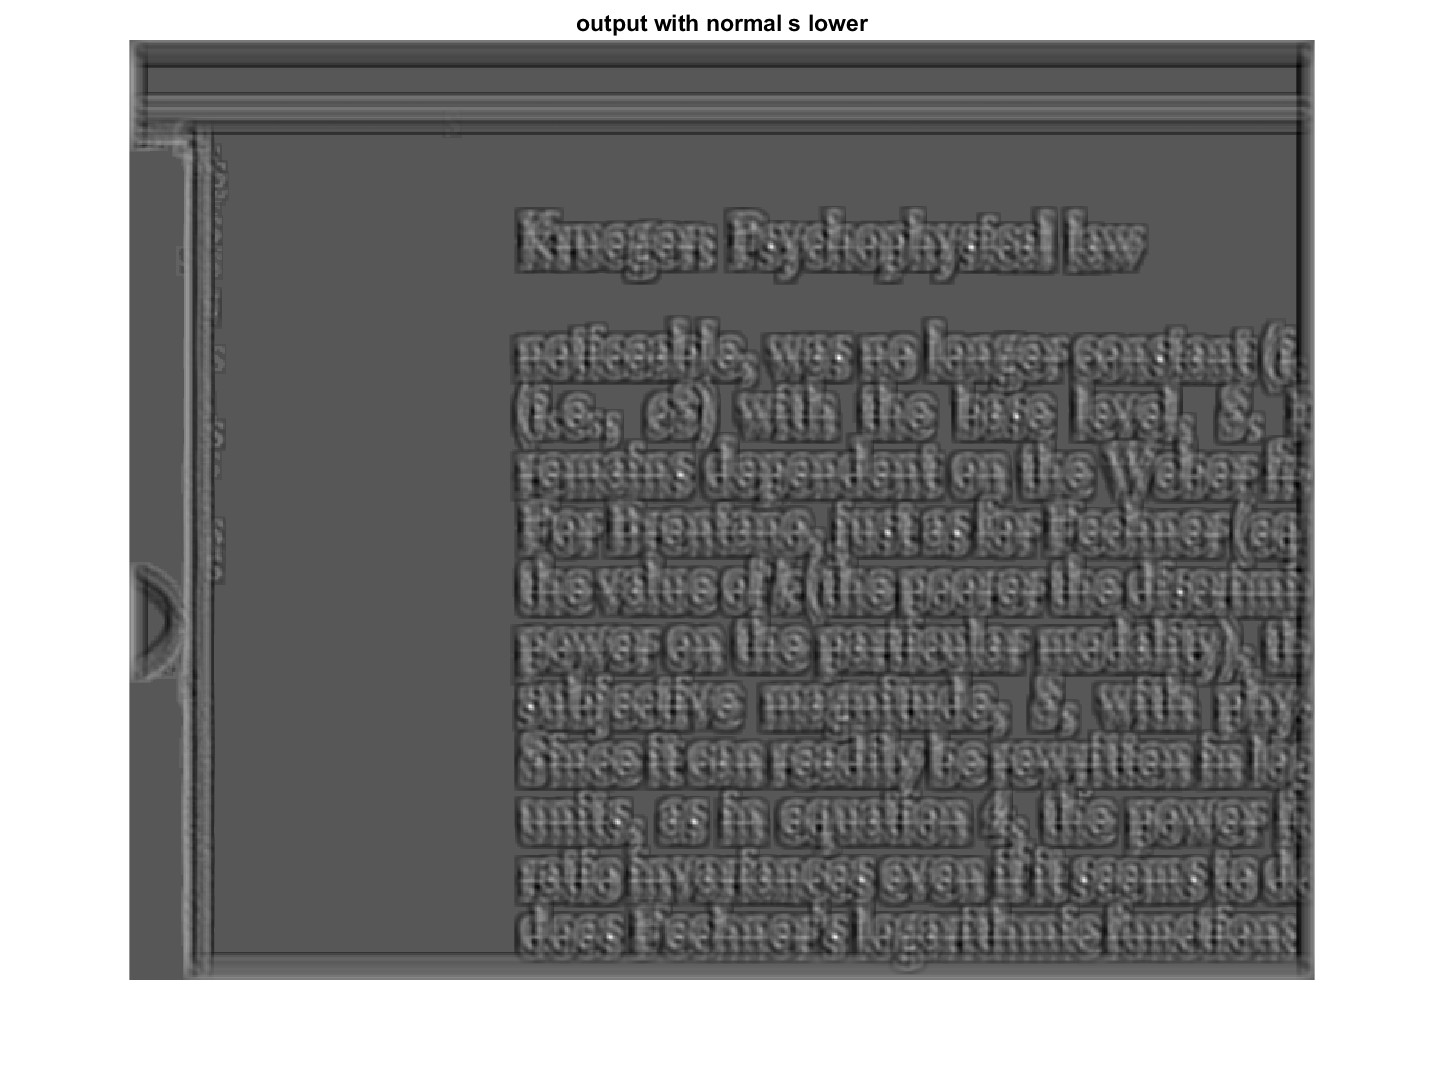 output with normal s lower
Krueger: Psychophysical law
noticeable, was no longer constant (i.
(i.e., cS) with the base level, S, i
remains dependent on the Weber fr
For Brentano, just as for Fechner (eq
the value of k (the poorer the discrimi
power on the particular modality), th
subjective magnitude, S, with phy
Since it can readily be rewritten in lo
units, as in equation 4, the power f
ratio invariances even if it seems to d
does Fechner's logarithmic functions